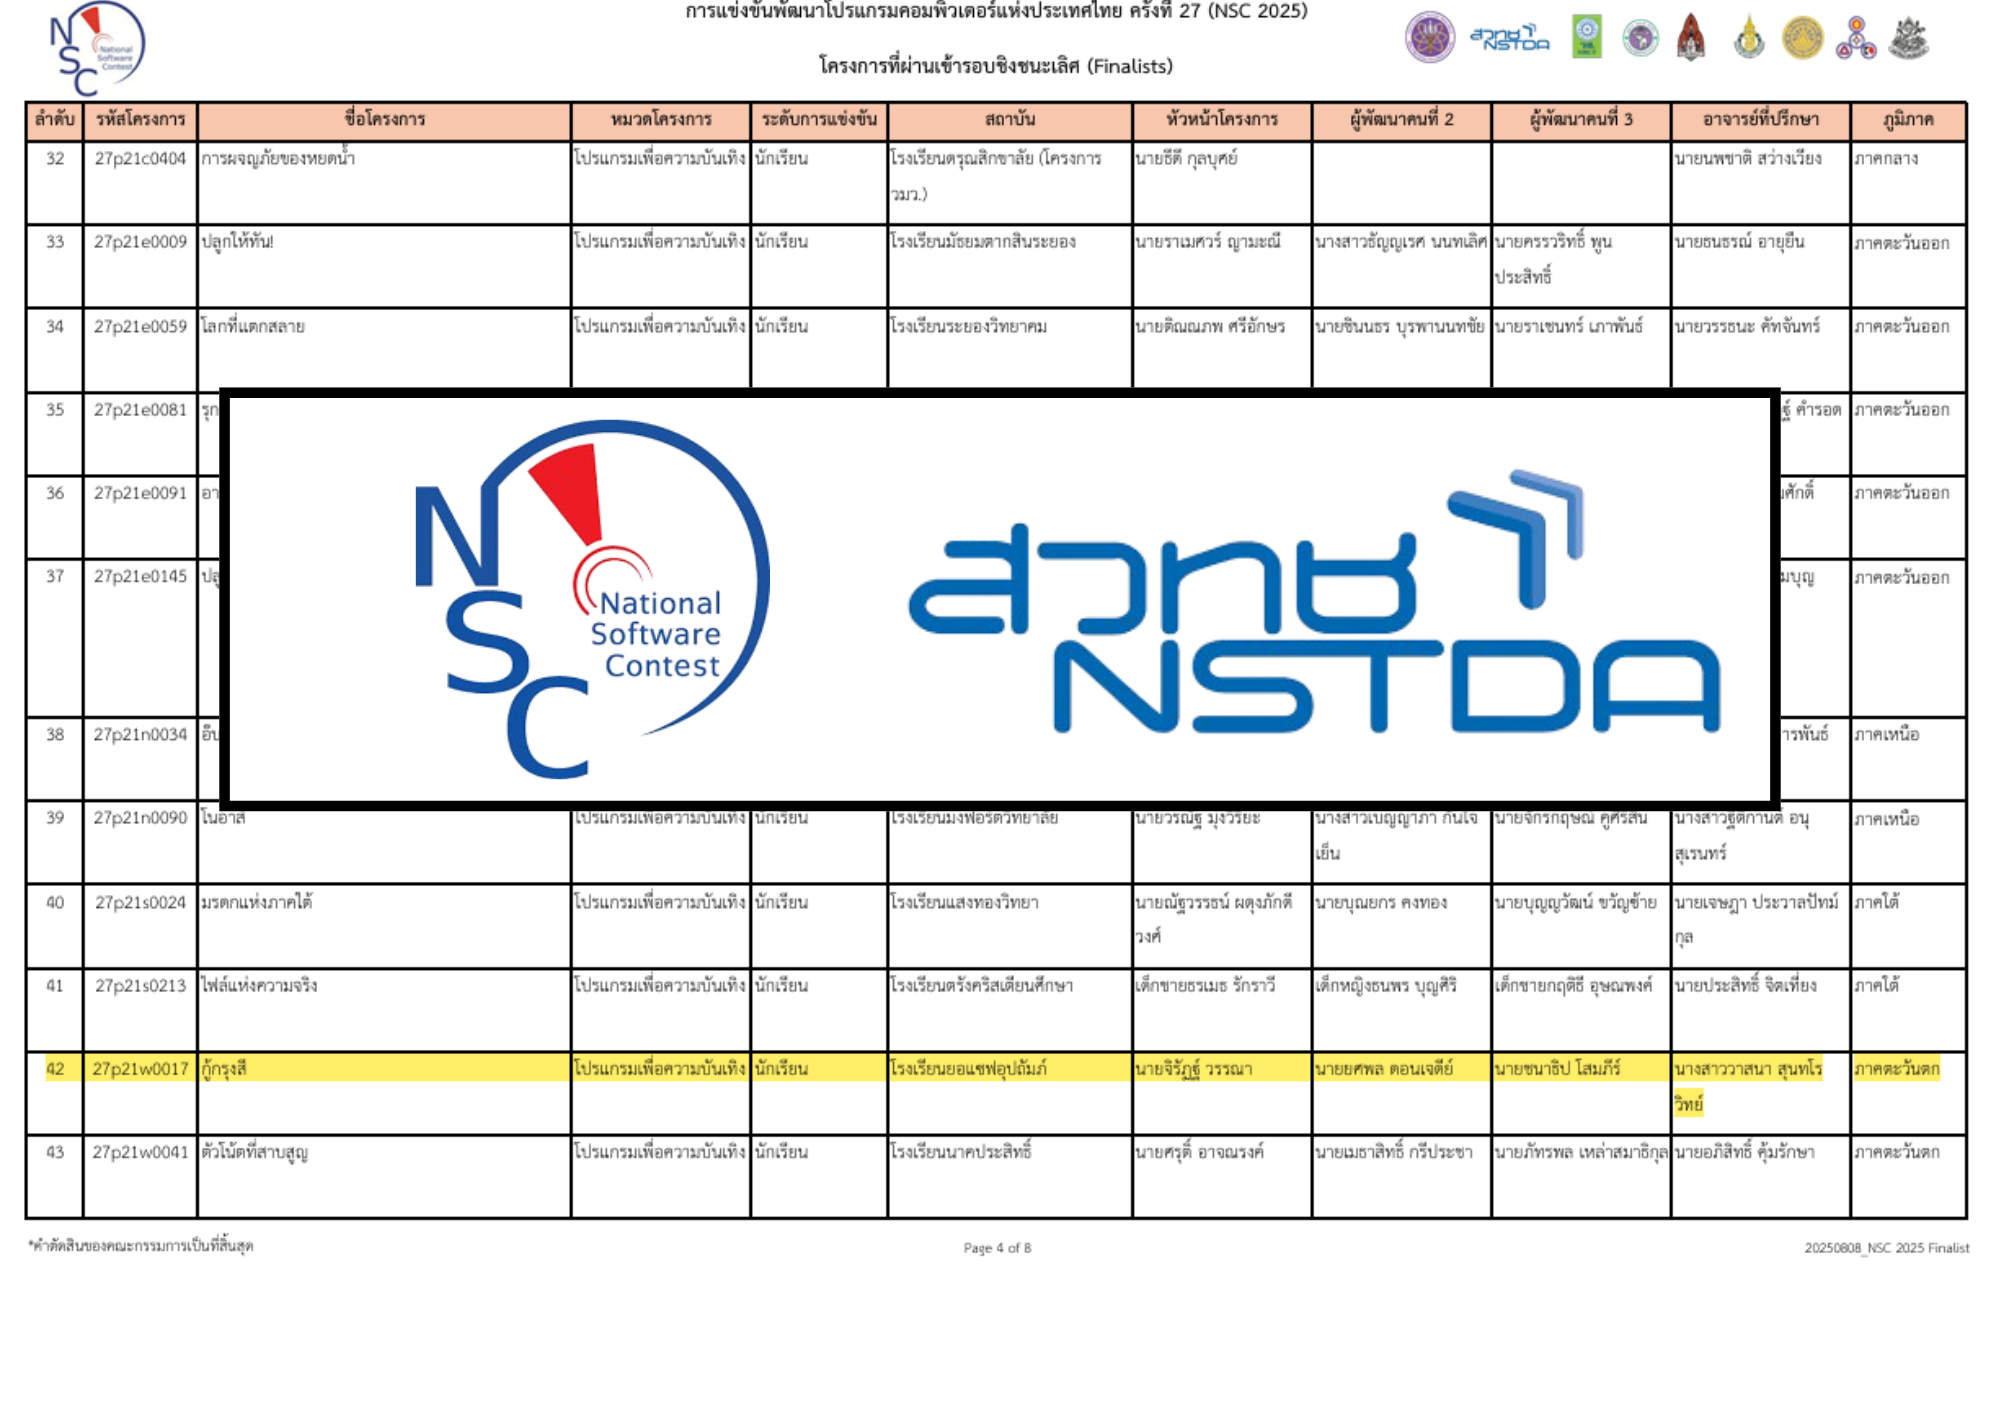 การแข่งขันพัฒนาโปรแกรมคอมพิวเตอร์แห่งประเทศไทย ครั้งที่ 27 (NSC 2025)
โครงการที่ผ่านเข้ารอบชิงชนะเลิศ (Finalists)
N S C National Software Contest
สวทช NSTDA
ลำดับ รหัสโครงการ ชื่อโครงการ หมวดโครงการ ระดับการแข่งขัน สถาบัน หัวหน้าโครงการ ผู้พัฒนาคนที่ 2 ผู้พัฒนาคนที่ 3 อาจารย์ที่ปรึกษา ภูมิภาค
32 27p21c0404 การผจญภัยของหยดน้ำ โปรแกรมเพื่อความบันเทิง นักเรียน โรงเรียนดรุณสิกขาลัย (โครงการ นายธีดี กุลบุศย์ นายนพชาติ สว่างเวียง ภาคกลาง
วมว.)
33 27p21e0009 ปลูกให้ทัน! โปรแกรมเพื่อความบันเทิง นักเรียน โรงเรียนมัธยมตากสินระยอง นายราเมศวร์ ญามะณี นางสาวธัญญเรศ นนทเลิศ นายครรวริทธิ์ พูน นายธนธรณ์ อายุยืน ภาคตะวันออก
ประสิทธิ์
34 27p21e0059 โลกที่แตกสลาย โปรแกรมเพื่อความบันเทิง นักเรียน โรงเรียนระยองวิทยาคม นายติณณภพ ศรีอักษร นายชินนธร บุรพานนทชัย นายราเชนทร์ เภาพันธ์ นายวรรธนะ คัทจันทร์ ภาคตะวันออก
35 27p21e0081 คำรอด ภาคตะวันออก
36 27p21e0091 ภาคตะวันออก
37 27p21e0145 ภาคตะวันออก
38 27p21n0034 ภาคเหนือ
N S C
National
Software
Contest
สวทช
NSTDA
39 27p21n0090 โนอาส์ โปรแกรมเพื่อความบันเทิง นักเรียน โรงเรียนมงฟอร์ตวิทยาลัย นายวรณัฐ มุ่งวิริยะ นางสาวเบญญาภา กันใจ นายจักรกฤษณ์ คูศรีสิน นางสาวฐิติกานต์ อนุ ภาคเหนือ
เย็น สุเรนทร์
40 27p21s0024 มรดกแห่งภาคใต้ โปรแกรมเพื่อความบันเทิง นักเรียน โรงเรียนแสงทองวิทยา นายณัฐวรรธน์ ผดุงภักดี นายบุณยกร คงทอง นายบุญญวัฒน์ ขวัญซ้าย นายเจษฎา ประวาลปัทม์ ภาคใต้
วงศ์ กุล
41 27p21s0213 ไฟล์แห่งความจริง โปรแกรมเพื่อความบันเทิง นักเรียน โรงเรียนตรังคริสเตียนศึกษา เด็กชายธรเมธ รักราวี เด็กหญิงธนพร บุญศิริ เด็กชายกฤติธี อุษณพงศ์ นายประสิทธิ์ จิตเที่ยง ภาคใต้
42 27p21w0017 กู้กรุงสี โปรแกรมเพื่อความบันเทิง นักเรียน โรงเรียนยอแซฟอุปถัมภ์ นายจิรัฏฐ์ วรรณา นายยศพล ดอนเจดีย์ นายชนาธิป โสมภีร์ นางสาววาสนา สุนทโร ภาคตะวันตก
วิทย์
43 27p21w0041 ตัวโน้ตที่สาบสูญ โปรแกรมเพื่อความบันเทิง นักเรียน โรงเรียนนาคประสิทธิ์ นายศรุติ์ อาจณรงค์ นายเมธาสิทธิ์ กรีประชา นายภัทรพล เหล่าสมาธิกุล นายอภิสิทธิ์ คุ้มรักษา ภาคตะวันตก
*คำตัดสินของคณะกรรมการเป็นที่สิ้นสุด Page 4 of 8 20250808_NSC 2025 Finalist